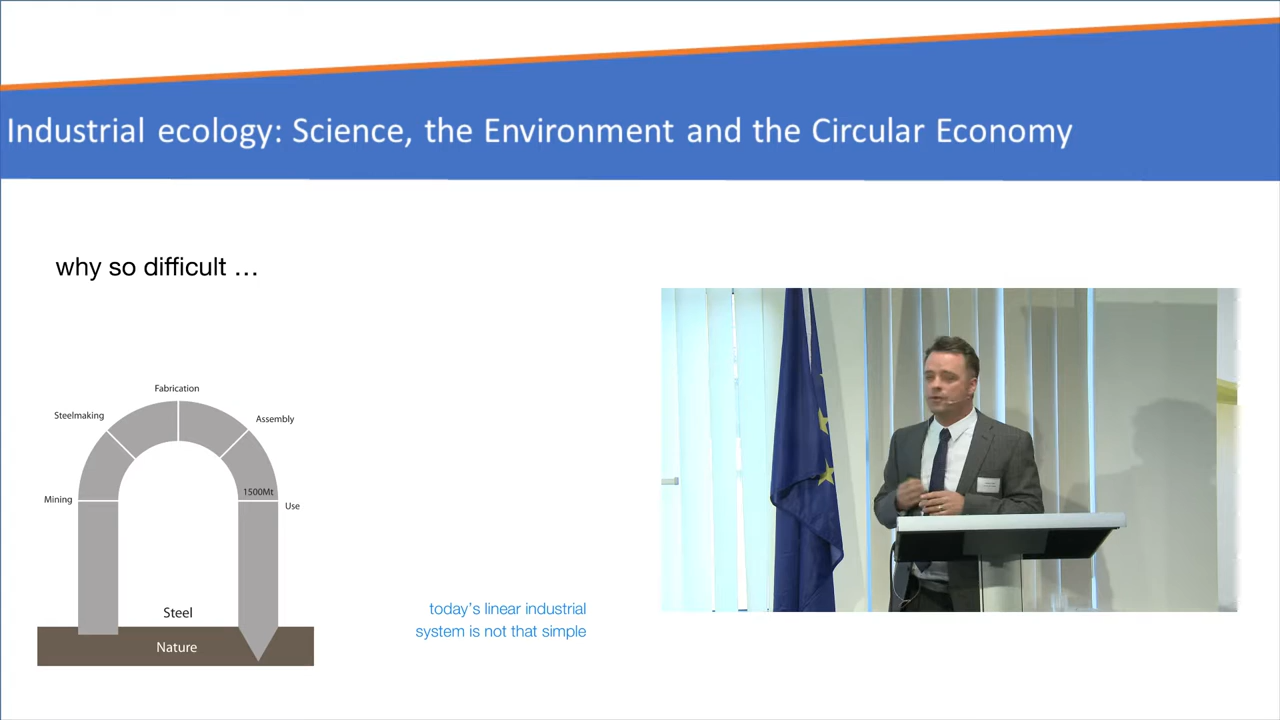 Industrial ecology: Science, the Environment and the Circular Economy
why so difficult …
Fabrication
Steelmaking
Assembly
Mining
1500Mt
Use
Steel
Nature
today's linear industrial
system is not that simple